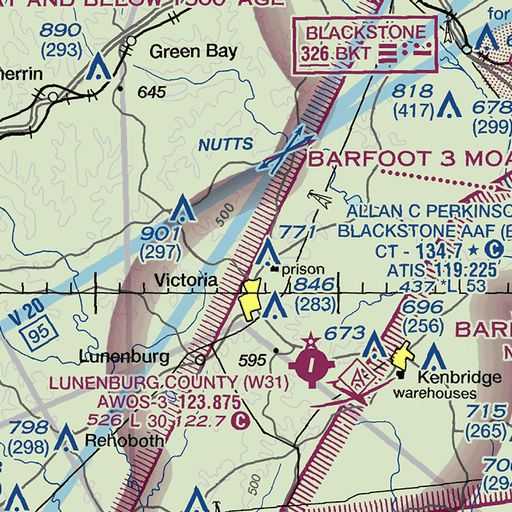 AT AND BELOW 1500' AGL
BLACKSTONE
326 BKT
for
890
(293)
Green Bay
herrin
645
818
(417)
678
(299)
NUTTS
BARFOOT 3 MOA
500
901
(297)
771
prison
ALLAN C PERKINSO
BLACKSTONE AAF (B
CT - 134.7 ★ C
ATIS 119.225
437 *L 53
Victoria
846
(283)
V 20
95
696
(256)
673
BARF
Lunenburg
595
LUNENBURG COUNTY (W31)
AWOS-3 123.875
526 L 30 122.7 C
Kenbridge
warehouses
715
(265)
798
(298)
Rehoboth
500
700
(294